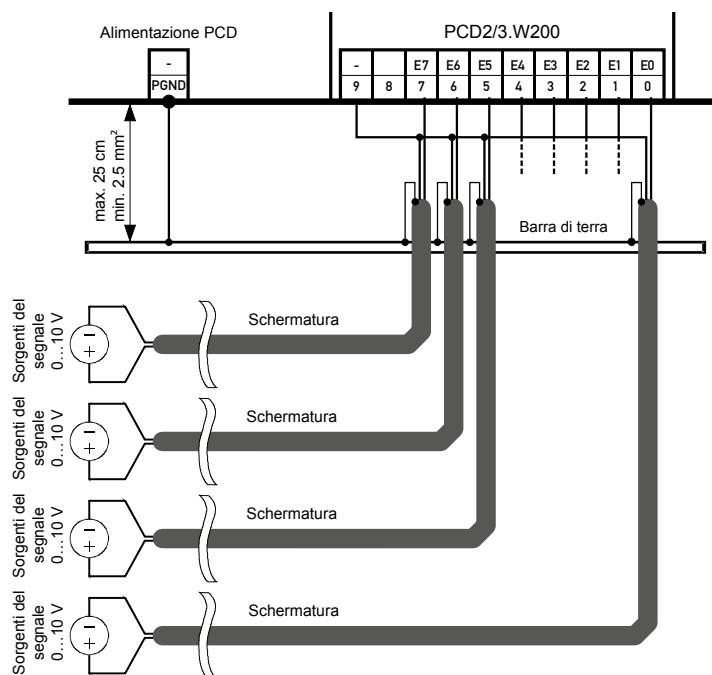 Alimentazione PCD
PCD2/3.W200
-
PGND
- E7 E6 E5 E4 E3 E2 E1 E0
9 8 7 6 5 4 3 2 1 0
max. 25 cm
min. 2.5 mm²
Barra di terra
Sorgenti del
segnale
0...10 V
Schermatura
Sorgenti del
segnale
0...10 V
Schermatura
Sorgenti del
segnale
0...10 V
Schermatura
Sorgenti del
segnale
0...10 V
Schermatura